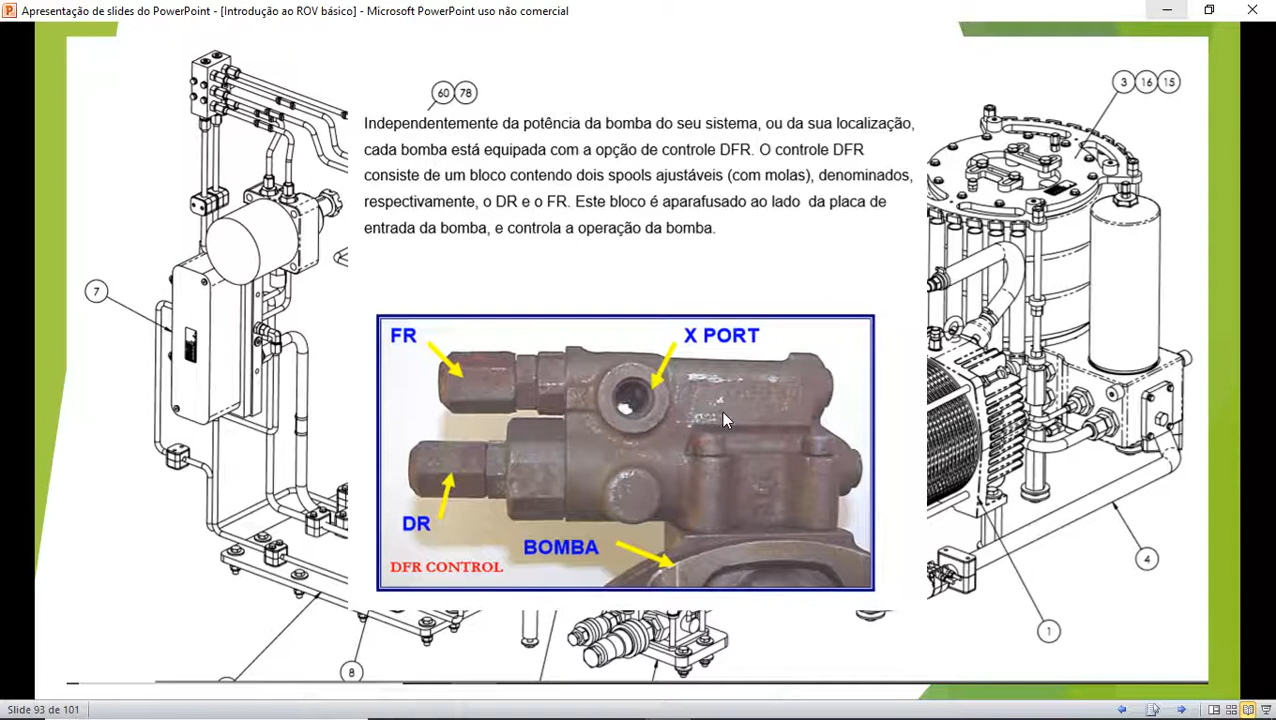 Apresentação de slides do PowerPoint - [Introdução ao ROV básico] - Microsoft PowerPoint uso não comercial
60 78
3 16 15
Independentemente da potência da bomba do seu sistema, ou da sua localização,
cada bomba está equipada com a opção de controle DFR. O controle DFR
consiste de um bloco contendo dois spools ajustáveis (com molas), denominados,
respectivamente, o DR e o FR. Este bloco é aparafusado ao lado da placa de
entrada da bomba, e controla a operação da bomba.
7
FR
X PORT
DR
BOMBA
DFR CONTROL
4
1
8
Slide 93 de 101